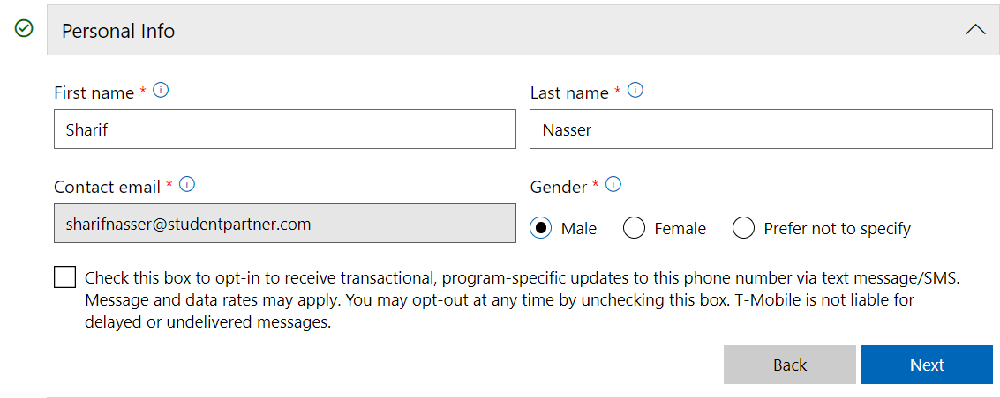 Personal Info
First name * Last name *
Sharif Nasser
Contact email * Gender *
sharifnasser@studentpartner.com Male Female Prefer not to specify
Check this box to opt-in to receive transactional, program-specific updates to this phone number via text message/SMS.
Message and data rates may apply. You may opt-out at any time by unchecking this box. T-Mobile is not liable for
delayed or undelivered messages.
Back Next